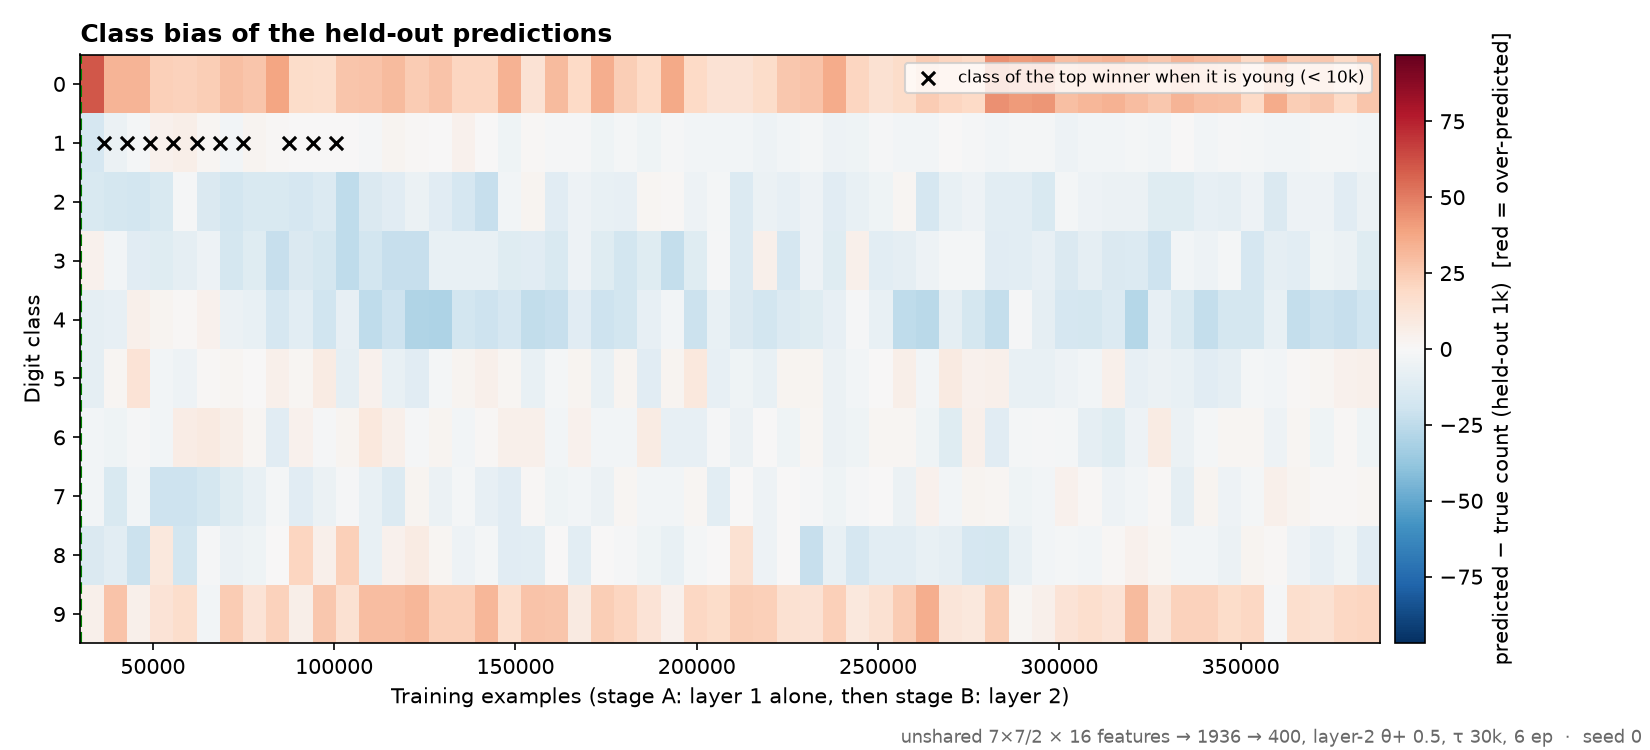 Class bias of the held-out predictions
× class of the top winner when it is young (< 10k)
Digit class
0
1
2
3
4
5
6
7
8
9
50000 100000 150000 200000 250000 300000 350000
Training examples (stage A: layer 1 alone, then stage B: layer 2)
75
50
25
0
−25
−50
−75
predicted − true count (held-out 1k) [red = over-predicted]
unshared 7×7/2 × 16 features → 1936 → 400, layer-2 θ+ 0.5, τ 30k, 6 ep · seed 0